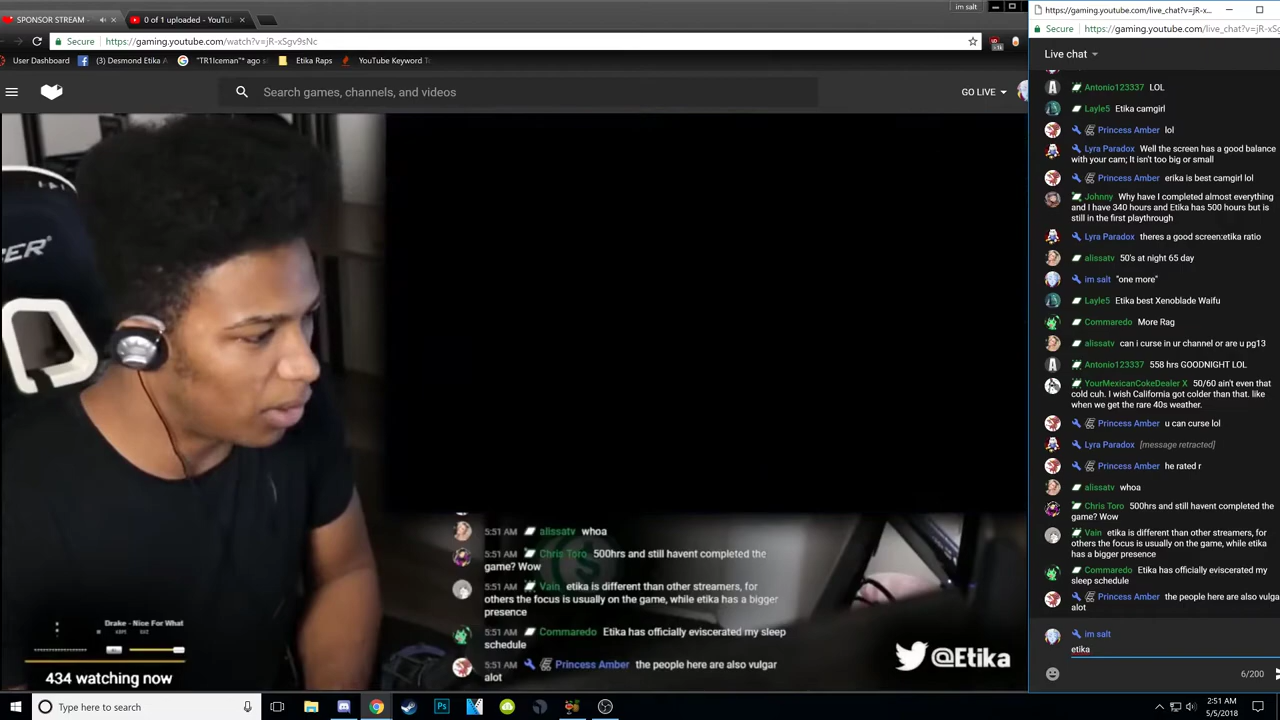 SPONSOR STREAM -
0 of 1 uploaded - YouTu
im salt
https://gaming.youtube.com/live_chat?v=jR-x...
Secure
https://gaming.youtube.com/watch?v=jR-xSgv9sNc
Secure
https://gaming.youtube.com/live_chat?v=jR-xSg
User Dashboard
(3) Desmond Etika A
"TR1Iceman"* ago s
Etika Raps
YouTube Keyword To
Live chat
Search games, channels, and videos
GO LIVE
Antonio123337 LOL
Layle5 Etika camgirl
Princess Amber lol
Lyra Paradox Well the screen has a good balance
with your cam; It isn't too big or small
Princess Amber erika is best camgirl lol
Johnny Why have I completed almost everything
and I have 340 hours and Etika has 500 hours but is
still in the first playthrough
Lyra Paradox theres a good screen:etika ratio
alissatv 50's at night 65 day
im salt "one more"
Layle5 Etika best Xenoblade Waifu
Commaredo More Rag
alissatv can i curse in ur channel or are u pg13
Antonio123337 558 hrs GOODNIGHT LOL
YourMexicanCokeDealer X 50/60 ain't even that
cold cuh. I wish California got colder than that. like
when we get the rare 40s weather.
Princess Amber u can curse lol
Lyra Paradox [message retracted]
Princess Amber he rated r
alissatv whoa
Chris Toro 500hrs and still havent completed the
game? Wow
Vain etika is different than other streamers, for
others the focus is usually on the game, while etika
has a bigger presence
Commaredo Etika has officially eviscerated my
sleep schedule
Princess Amber the people here are also vulgar
alot
im salt
etika
6/200
5:51 AM alissatv whoa
5:51 AM Chris Toro 500hrs and still havent completed the
game? Wow
5:51 AM Vain etika is different than other streamers, for
others the focus is usually on the game, while etika has a bigger
presence
5:51 AM Commaredo Etika has officially eviscerated my sleep
schedule
5:51 AM Princess Amber the people here are also vulgar
alot
Drake - Nice For What
434 watching now
@Etika
Type here to search
Ps
2:51 AM
5/5/2018